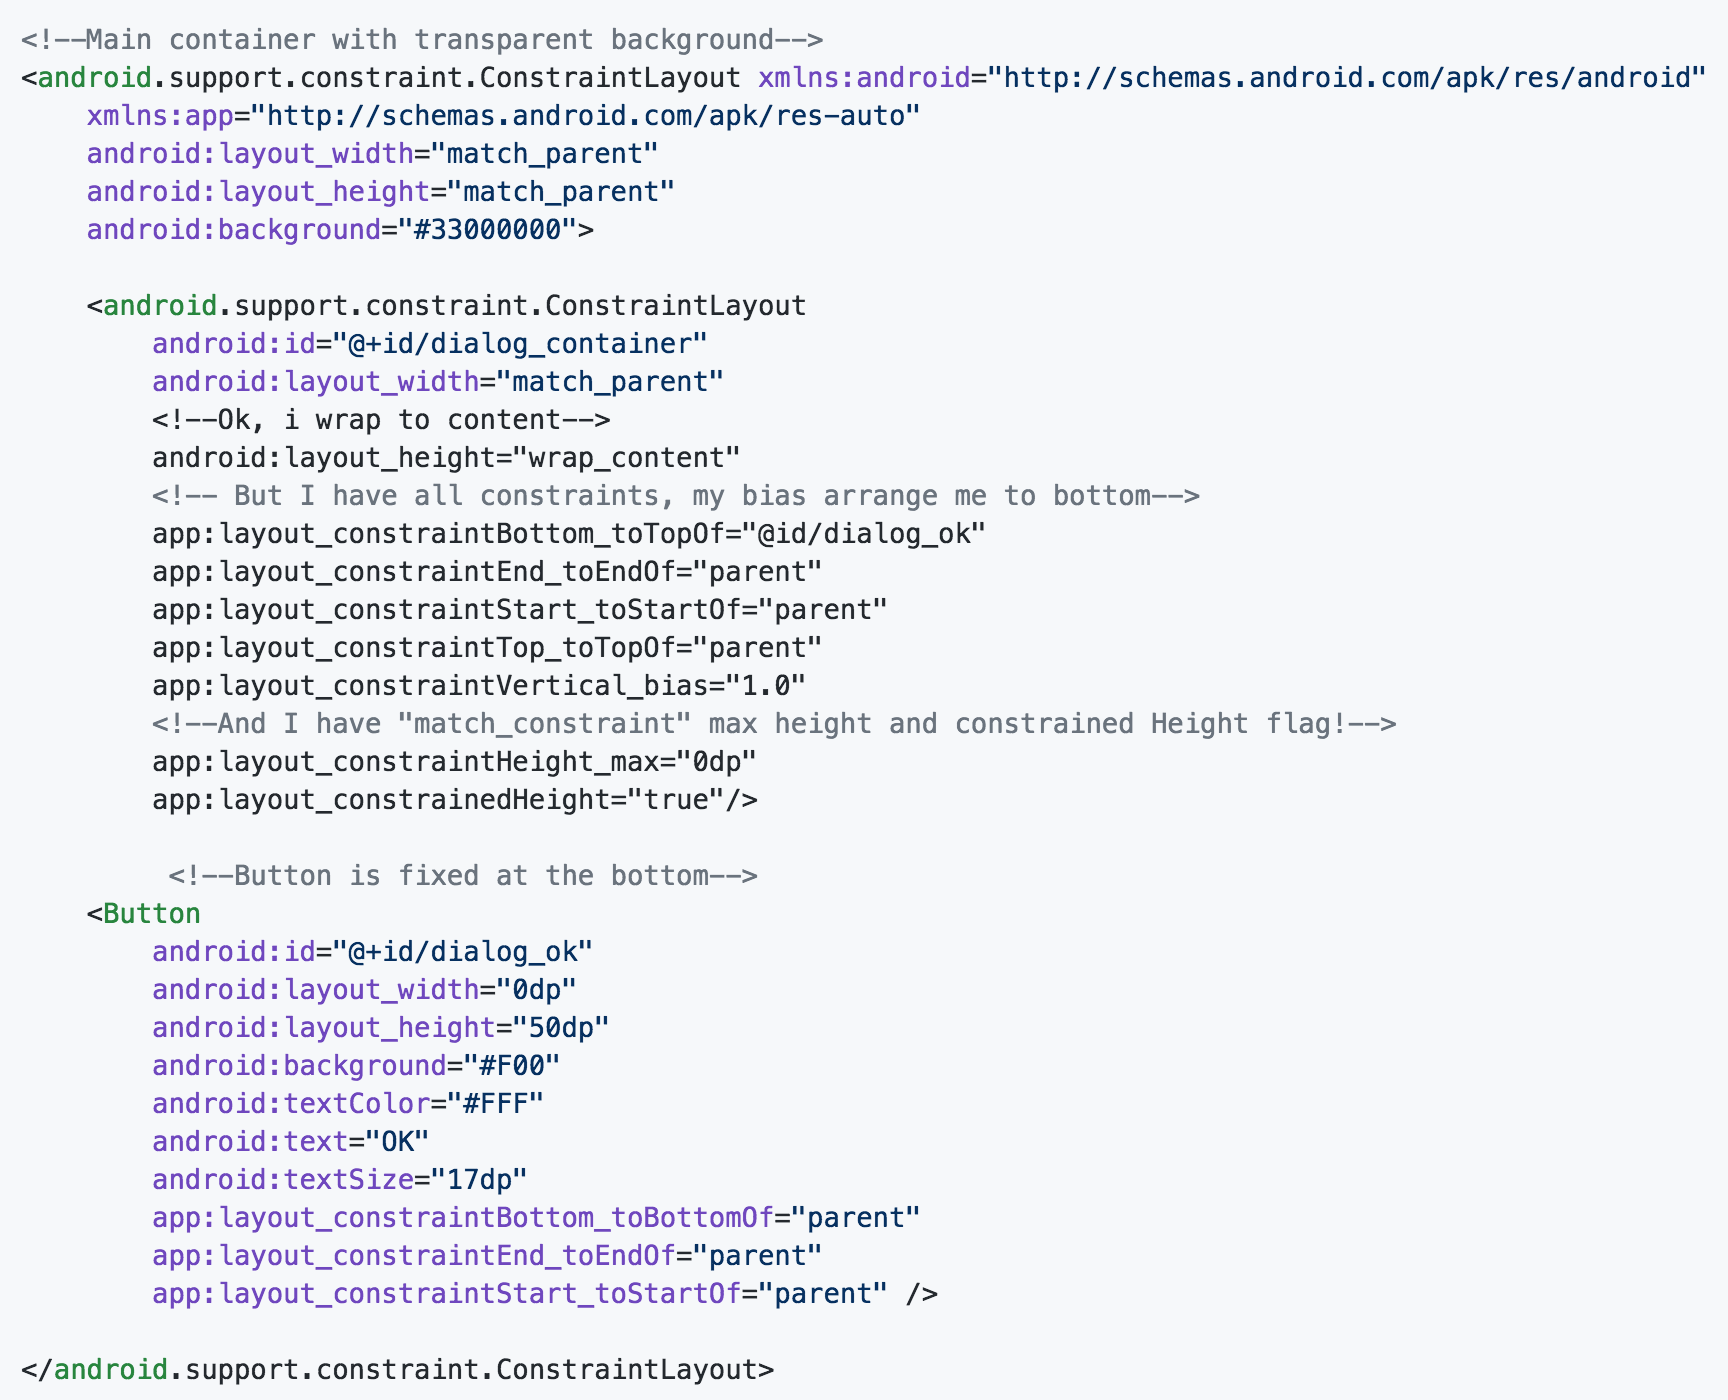 <!--Main container with transparent background-->
<android.support.constraint.ConstraintLayout xmlns:android="http://schemas.android.com/apk/res/android"
    xmlns:app="http://schemas.android.com/apk/res-auto"
    android:layout_width="match_parent"
    android:layout_height="match_parent"
    android:background="#33000000">

    <android.support.constraint.ConstraintLayout
        android:id="@+id/dialog_container"
        android:layout_width="match_parent"
        <!--Ok, i wrap to content-->
        android:layout_height="wrap_content"
        <!-- But I have all constraints, my bias arrange me to bottom-->
        app:layout_constraintBottom_toTopOf="@id/dialog_ok"
        app:layout_constraintEnd_toEndOf="parent"
        app:layout_constraintStart_toStartOf="parent"
        app:layout_constraintTop_toTopOf="parent"
        app:layout_constraintVertical_bias="1.0"
        <!--And I have "match_constraint" max height and constrained Height flag!-->
        app:layout_constraintHeight_max="0dp"
        app:layout_constrainedHeight="true"/>

         <!--Button is fixed at the bottom-->
    <Button
        android:id="@+id/dialog_ok"
        android:layout_width="0dp"
        android:layout_height="50dp"
        android:background="#F00"
        android:textColor="#FFF"
        android:text="OK"
        android:textSize="17dp"
        app:layout_constraintBottom_toBottomOf="parent"
        app:layout_constraintEnd_toEndOf="parent"
        app:layout_constraintStart_toStartOf="parent" />

</android.support.constraint.ConstraintLayout>